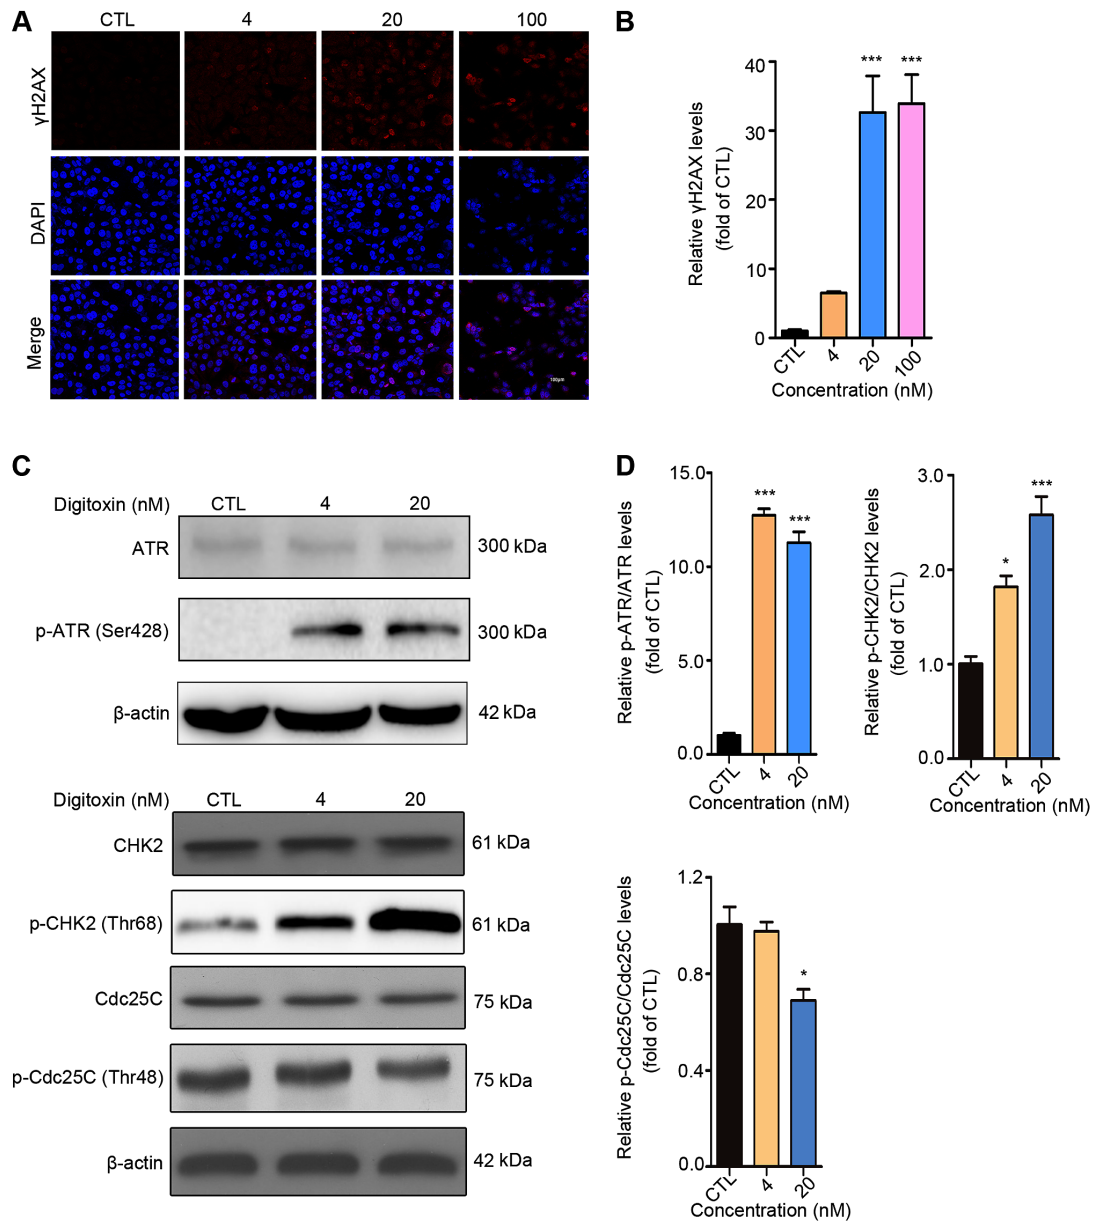 A
CTL 4 20 100
γH2AX
DAPI
Merge
100μm
B
Relative γH2AX levels
(fold of CTL)
40
30
20
10
0
*** ***
CTL 4 20 100
Concentration (nM)
C
Digitoxin (nM) CTL 4 20
ATR 300 kDa
p-ATR (Ser428) 300 kDa
β-actin 42 kDa
Digitoxin (nM) CTL 4 20
CHK2 61 kDa
p-CHK2 (Thr68) 61 kDa
Cdc25C 75 kDa
p-Cdc25C (Thr48) 75 kDa
β-actin 42 kDa
D
Relative p-ATR/ATR levels
(fold of CTL)
15.0
10.0
5.0
0.0
*** ***
CTL 4 20
Concentration (nM)
Relative p-CHK2/CHK2 levels
(fold of CTL)
3.0
2.0
1.0
0.0
* ***
CTL 4 20
Concentration (nM)
Relative p-Cdc25C/Cdc25C levels
(fold of CTL)
1.2
0.8
0.4
0.0
*
CTL 4 20
Concentration (nM)